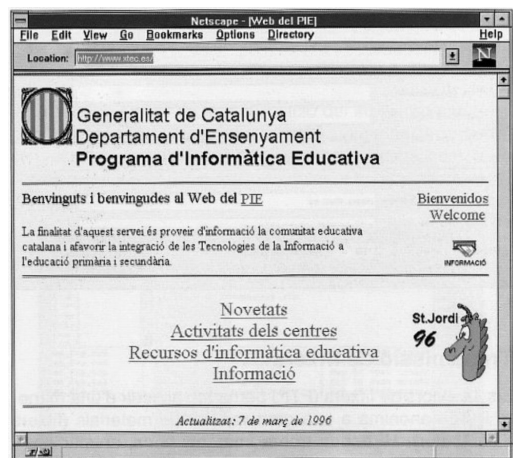 Netscape - [Web del PIE]
File Edit View Go Bookmarks Options Directory Help
Location: http://www.xtec.es/
N
Generalitat de Catalunya
Departament d'Ensenyament
Programa d'Informàtica Educativa
Benvinguts i benvingudes al Web del PIE
Bienvenidos
Welcome
La finalitat d'aquest servei és proveir d'informació la comunitat educativa
catalana i afavorir la integració de les Tecnologies de la Informació a
l'educació primària i secundària.
INFORMACIÓ
Novetats
Activitats dels centres
Recursos d'informàtica educativa
Informació
St.Jordi
96
Actualitzat: 7 de març de 1996